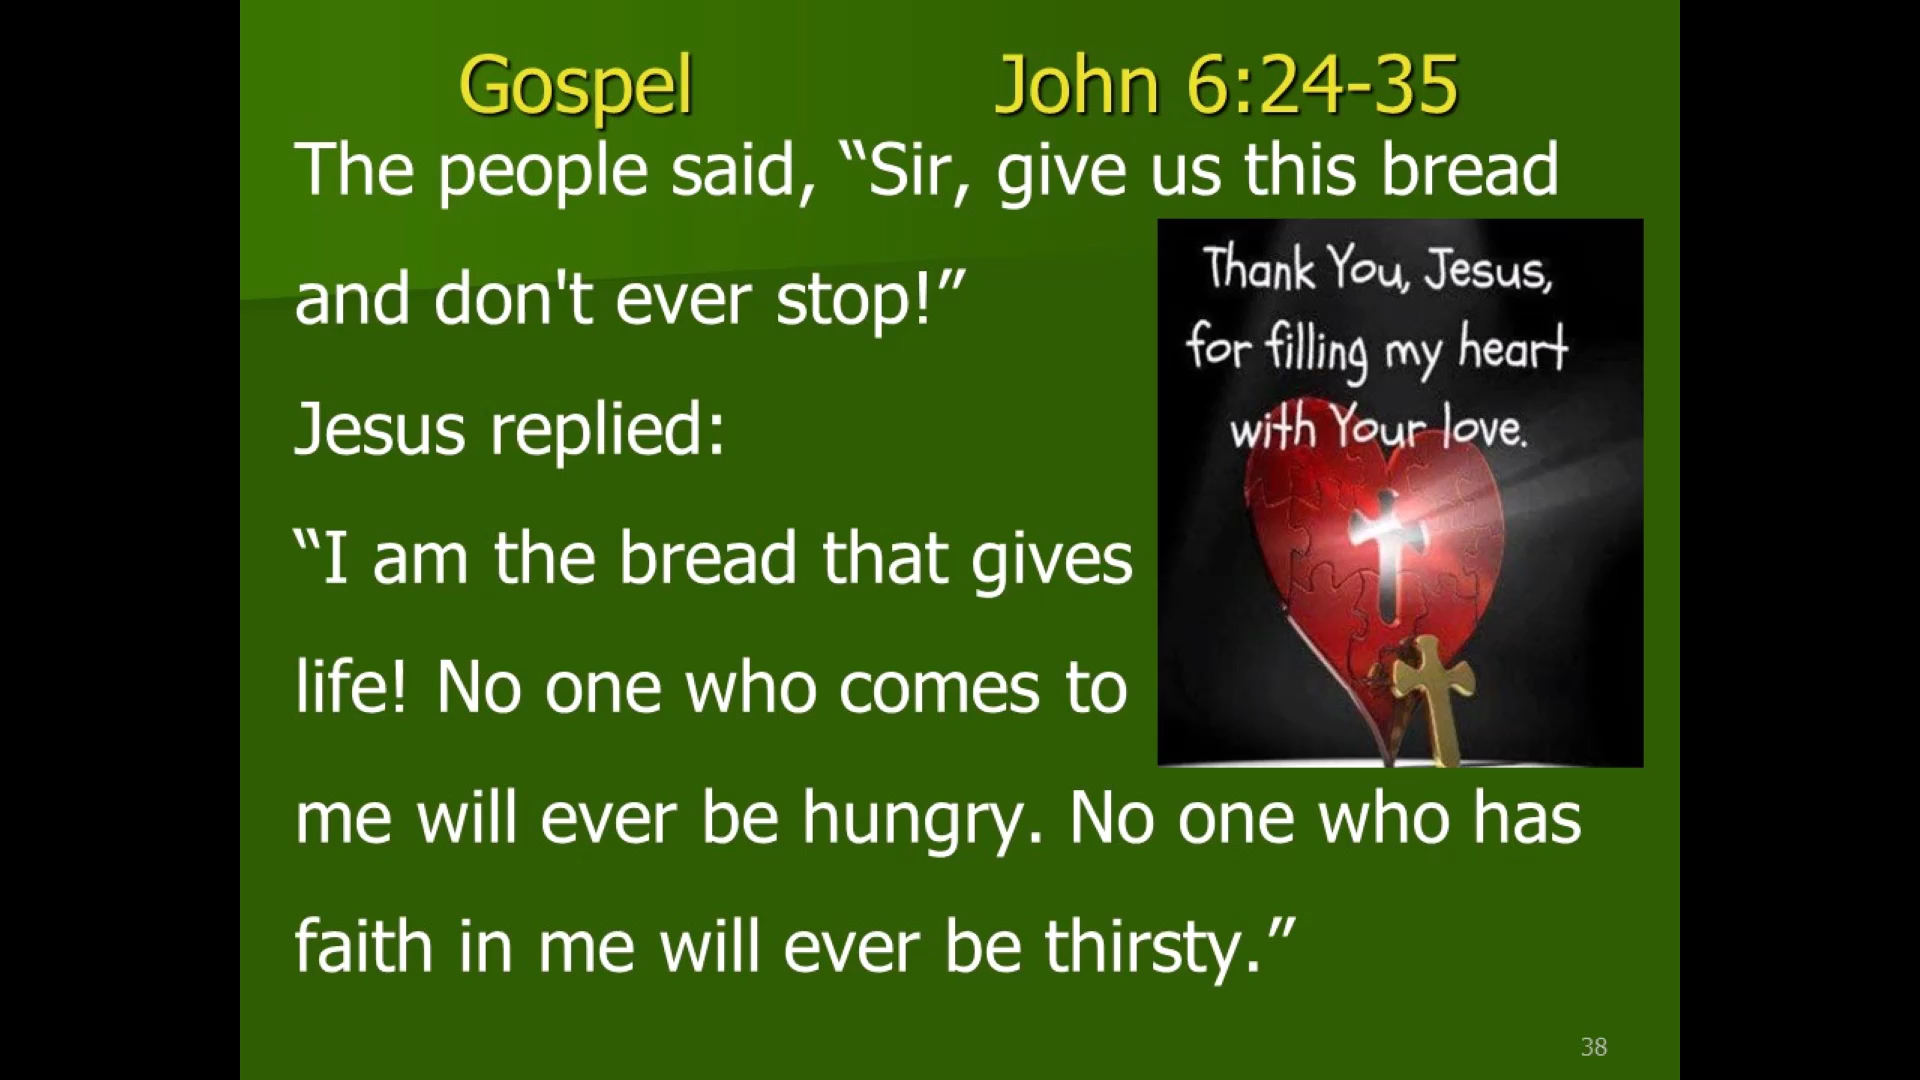 Gospel John 6:24-35
The people said, “Sir, give us this bread
and don't ever stop!”
Jesus replied:
“I am the bread that gives
life! No one who comes to
me will ever be hungry. No one who has
faith in me will ever be thirsty.”
Thank You, Jesus,
for filling my heart
with Your love.
38